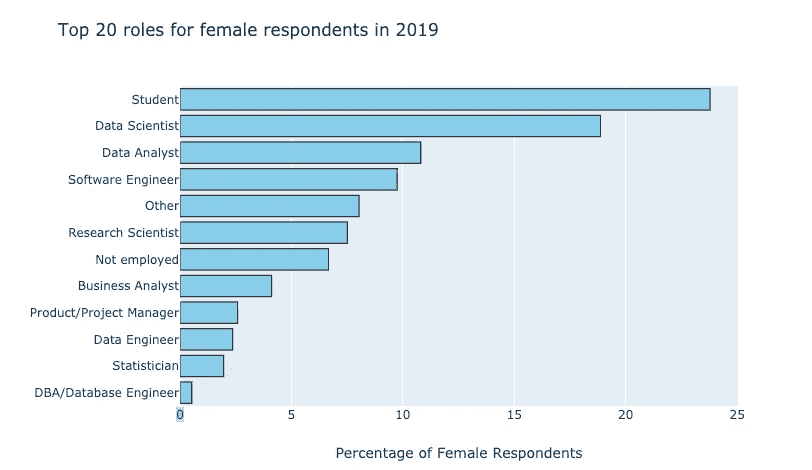 Top 20 roles for female respondents in 2019
Student
Data Scientist
Data Analyst
Software Engineer
Other
Research Scientist
Not employed
Business Analyst
Product/Project Manager
Data Engineer
Statistician
DBA/Database Engineer
0 5 10 15 20 25
Percentage of Female Respondents